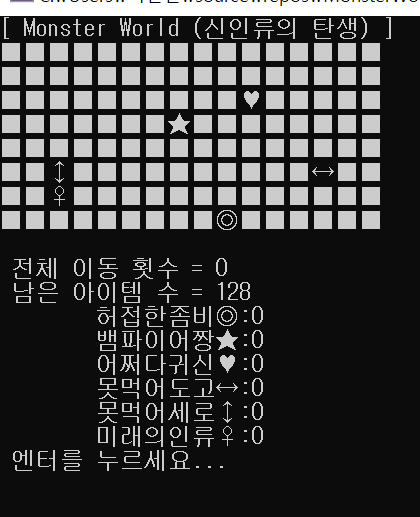 [ Monster World (신인류의 탄생) ]
■■■■■■■■■■■■■■■■
■■■■■■■■■■■■■■■■
■■■■■■■■■■♥■■■■■
■■■■■■■★■■■■■■■■
■■■■■■■■■■■■■■■■
■■↕■■■■■■■■■■↔■■
■■♀■■■■■■■■■■■■■
■■■■■■■■■◎■■■■■■
전체 이동 횟수 = 0
남은 아이템 수 = 128
허접한좀비◎:0
뱀파이어짱★:0
어쩌다귀신♥:0
못먹어도고↔:0
못먹어세로↕:0
미래의인류♀:0
엔터를 누르세요...